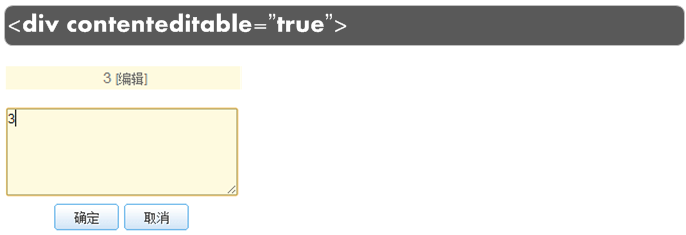 <div contenteditable="true">
3 [编辑]
3
确定 取消